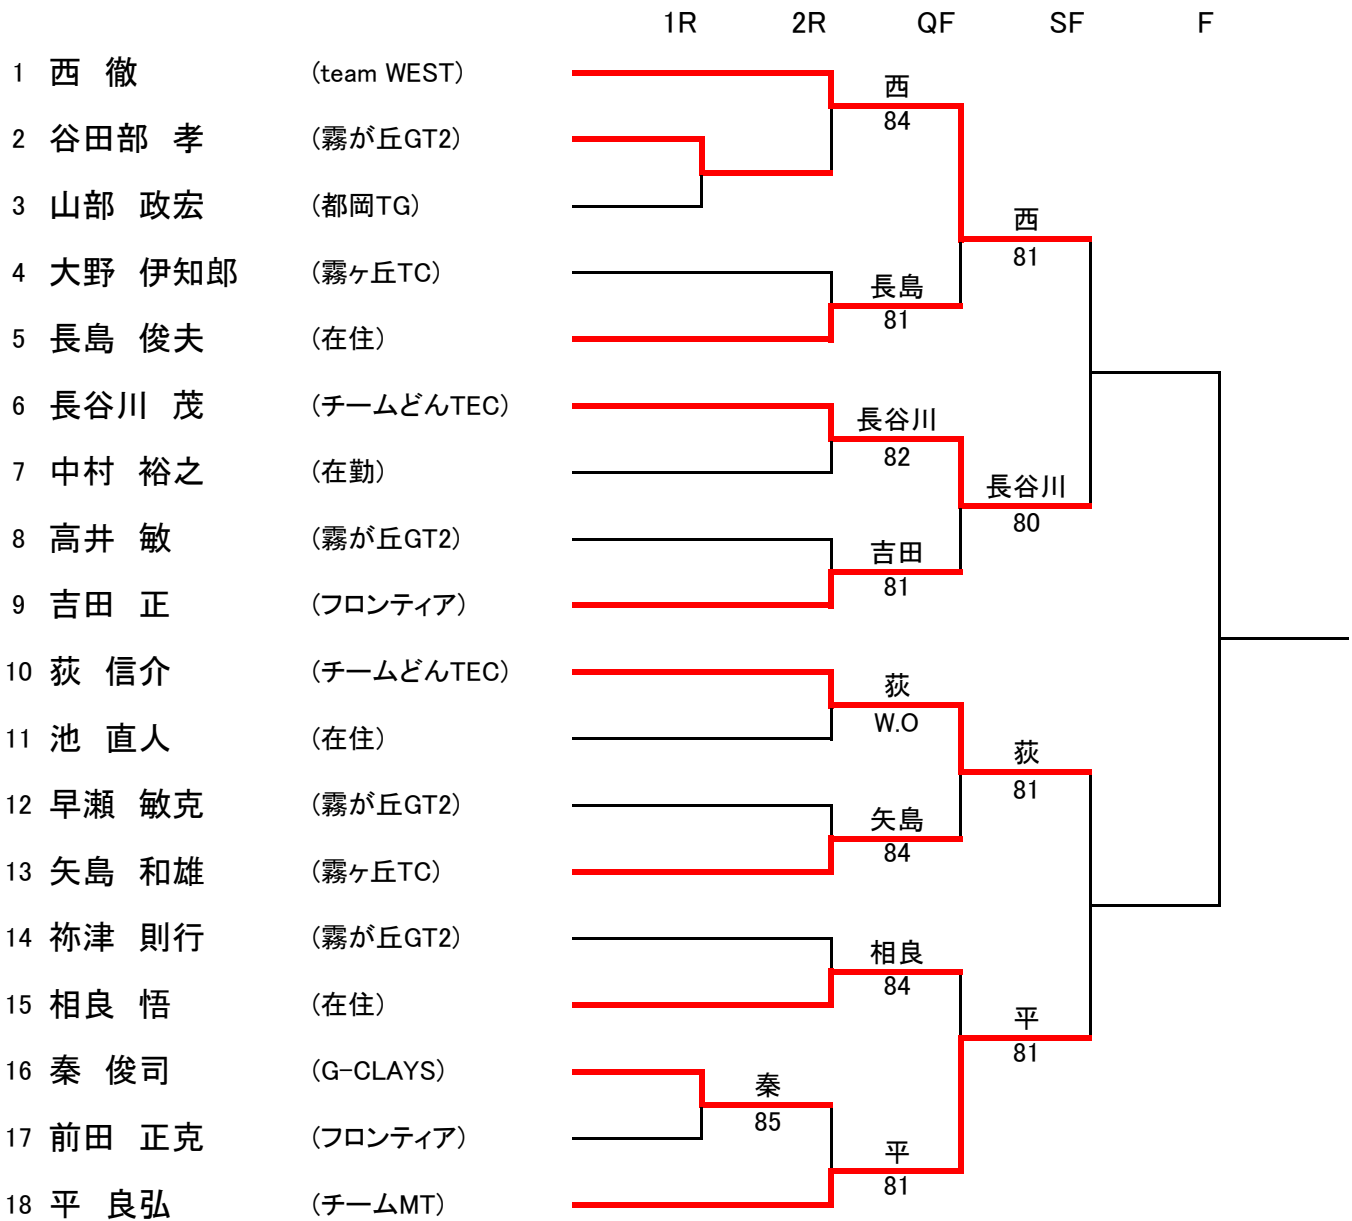 1R 2R QF SF F
1 西 徹 (team WEST)
西
84
2 谷田部 孝 (霧が丘GT2)
3 山部 政宏 (都岡TG)
西
81
4 大野 伊知郎 (霧ヶ丘TC)
長島
81
5 長島 俊夫 (在住)
6 長谷川 茂 (チームどんTEC)
長谷川
82
7 中村 裕之 (在勤)
長谷川
80
8 高井 敏 (霧が丘GT2)
吉田
81
9 吉田 正 (フロンティア)
10 荻 信介 (チームどんTEC)
荻
W.O
11 池 直人 (在住)
荻
81
12 早瀬 敏克 (霧が丘GT2)
矢島
84
13 矢島 和雄 (霧ヶ丘TC)
14 祢津 則行 (霧が丘GT2)
相良
84
15 相良 悟 (在住)
平
81
16 秦 俊司 (G-CLAYS)
秦
85
17 前田 正克 (フロンティア)
平
81
18 平 良弘 (チームMT)